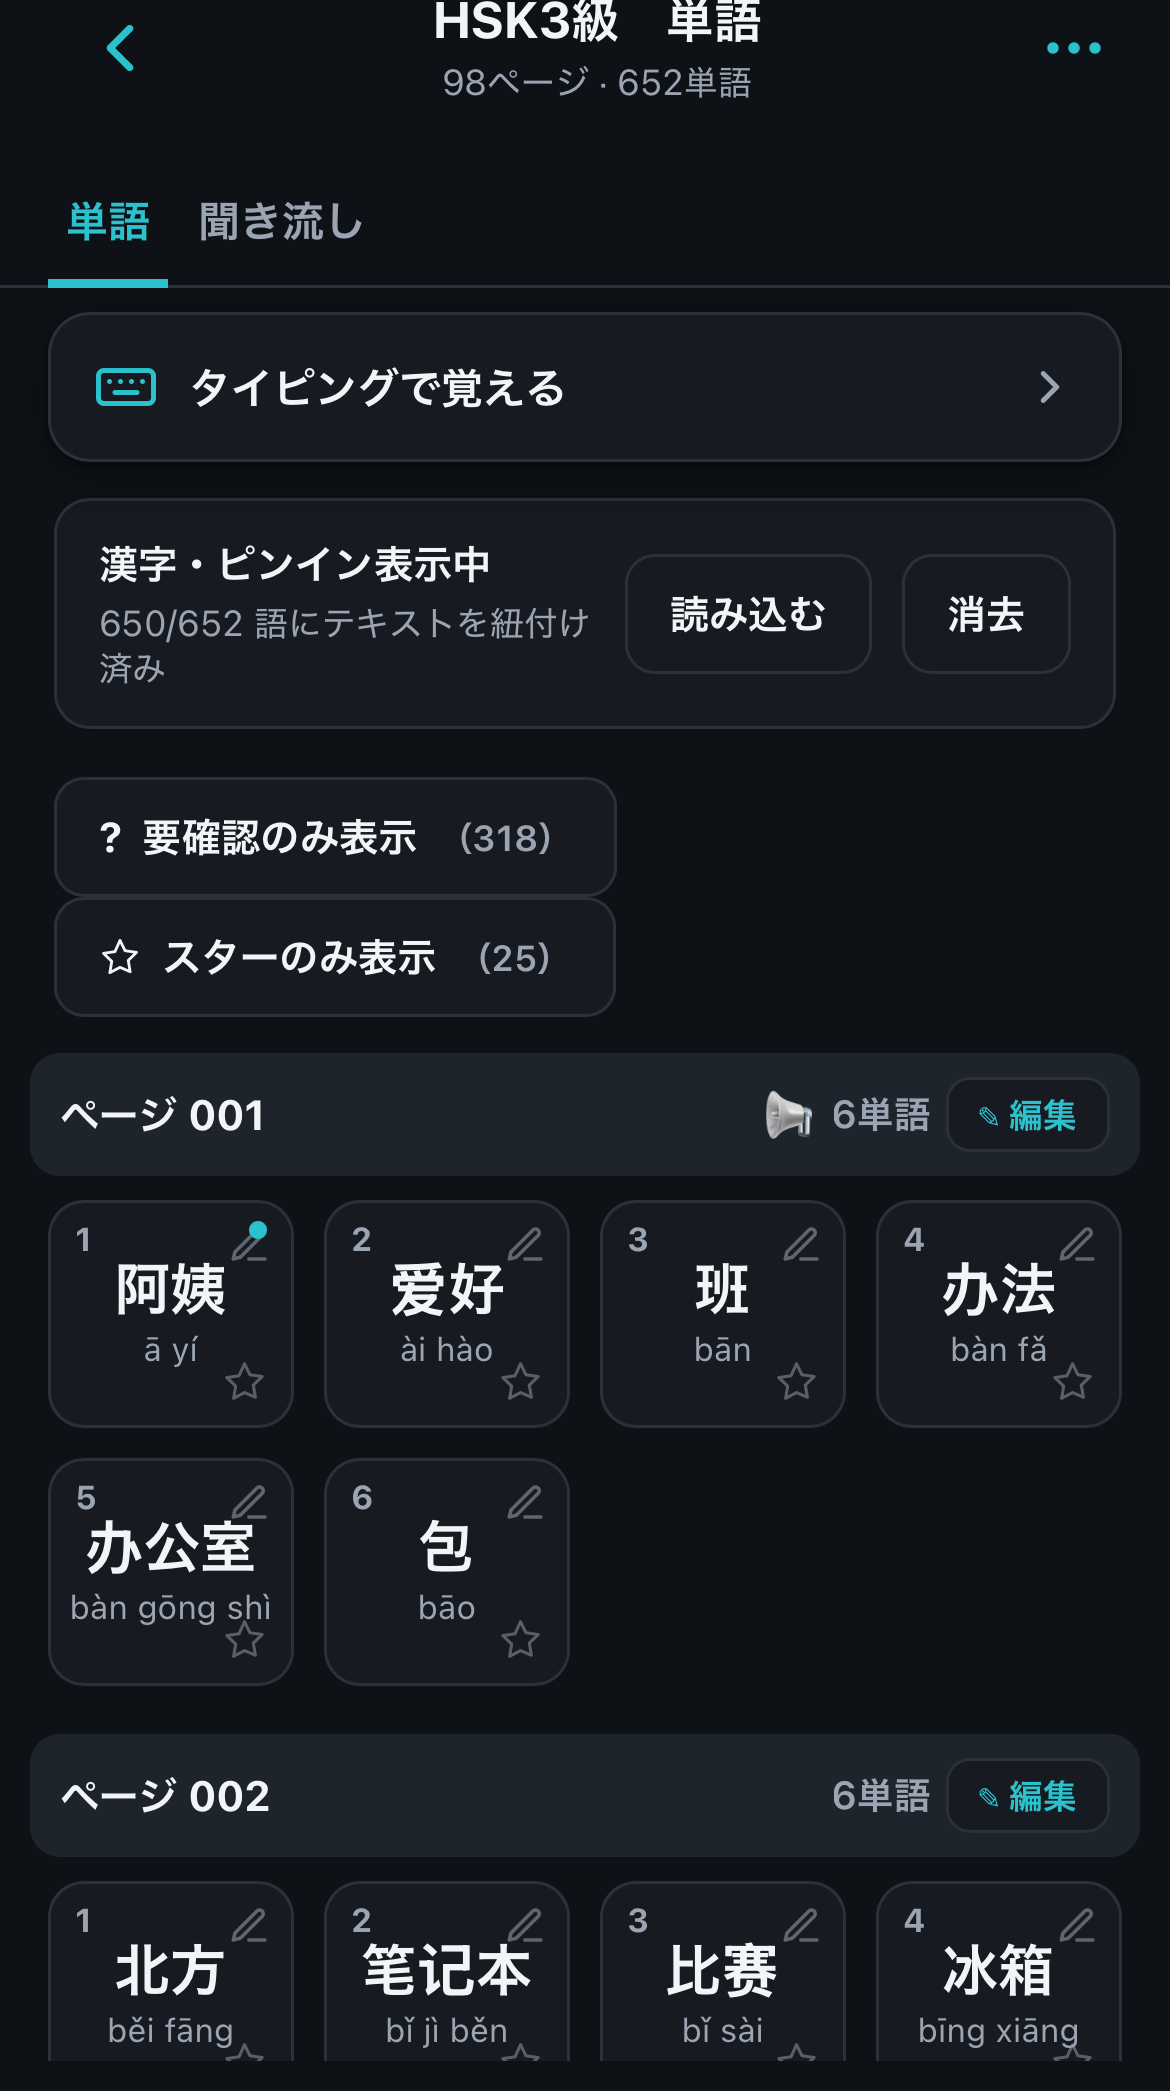 HSK3級　単語
98ページ · 652単語
単語 聞き流し
タイピングで覚える
漢字・ピンイン表示中
650/652 語にテキストを紐付け
済み
読み込む 消去
? 要確認のみ表示 (318)
スターのみ表示 (25)
ページ 001 6単語 編集
1 2 3 4
阿姨 爱好 班 办法
ā yí ài hào bān bàn fǎ
5 6
办公室 包
bàn gōng shì bāo
ページ 002 6単語 編集
1 2 3 4
北方 笔记本 比赛 冰箱
běi fāng bǐ jì běn bǐ sài bīng xiāng